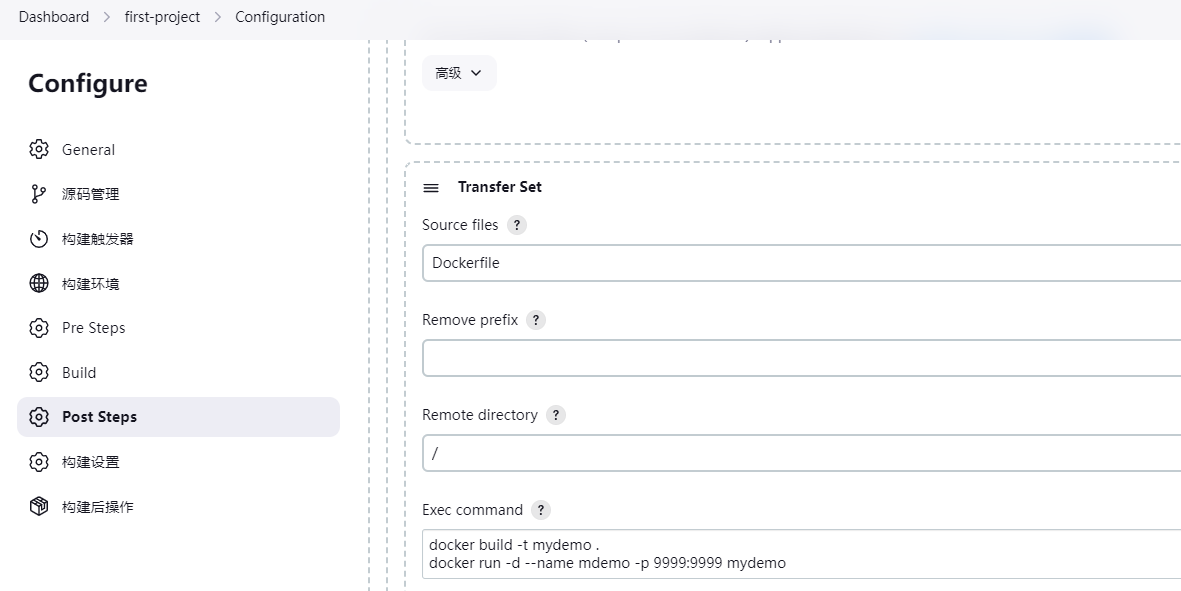 Dashboard > first-project > Configuration
Configure
General
源码管理
构建触发器
构建环境
Pre Steps
Build
Post Steps
构建设置
构建后操作
高级
Transfer Set
Source files ?
Dockerfile
Remove prefix ?
Remote directory ?
/
Exec command ?
docker build -t mydemo .
docker run -d --name mdemo -p 9999:9999 mydemo